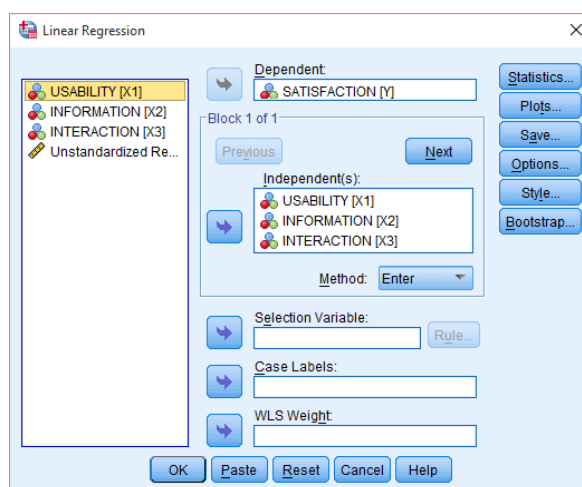 Linear Regression
USABILITY [X1]
INFORMATION [X2]
INTERACTION [X3]
Unstandardized Re...
Dependent:
SATISFACTION [Y]
Block 1 of 1
Previous
Next
Independent(s):
USABILITY [X1]
INFORMATION [X2]
INTERACTION [X3]
Method: Enter
Selection Variable:
Rule...
Case Labels:
WLS Weight:
Statistics...
Plots...
Save...
Options...
Style...
Bootstrap...
OK Paste Reset Cancel Help